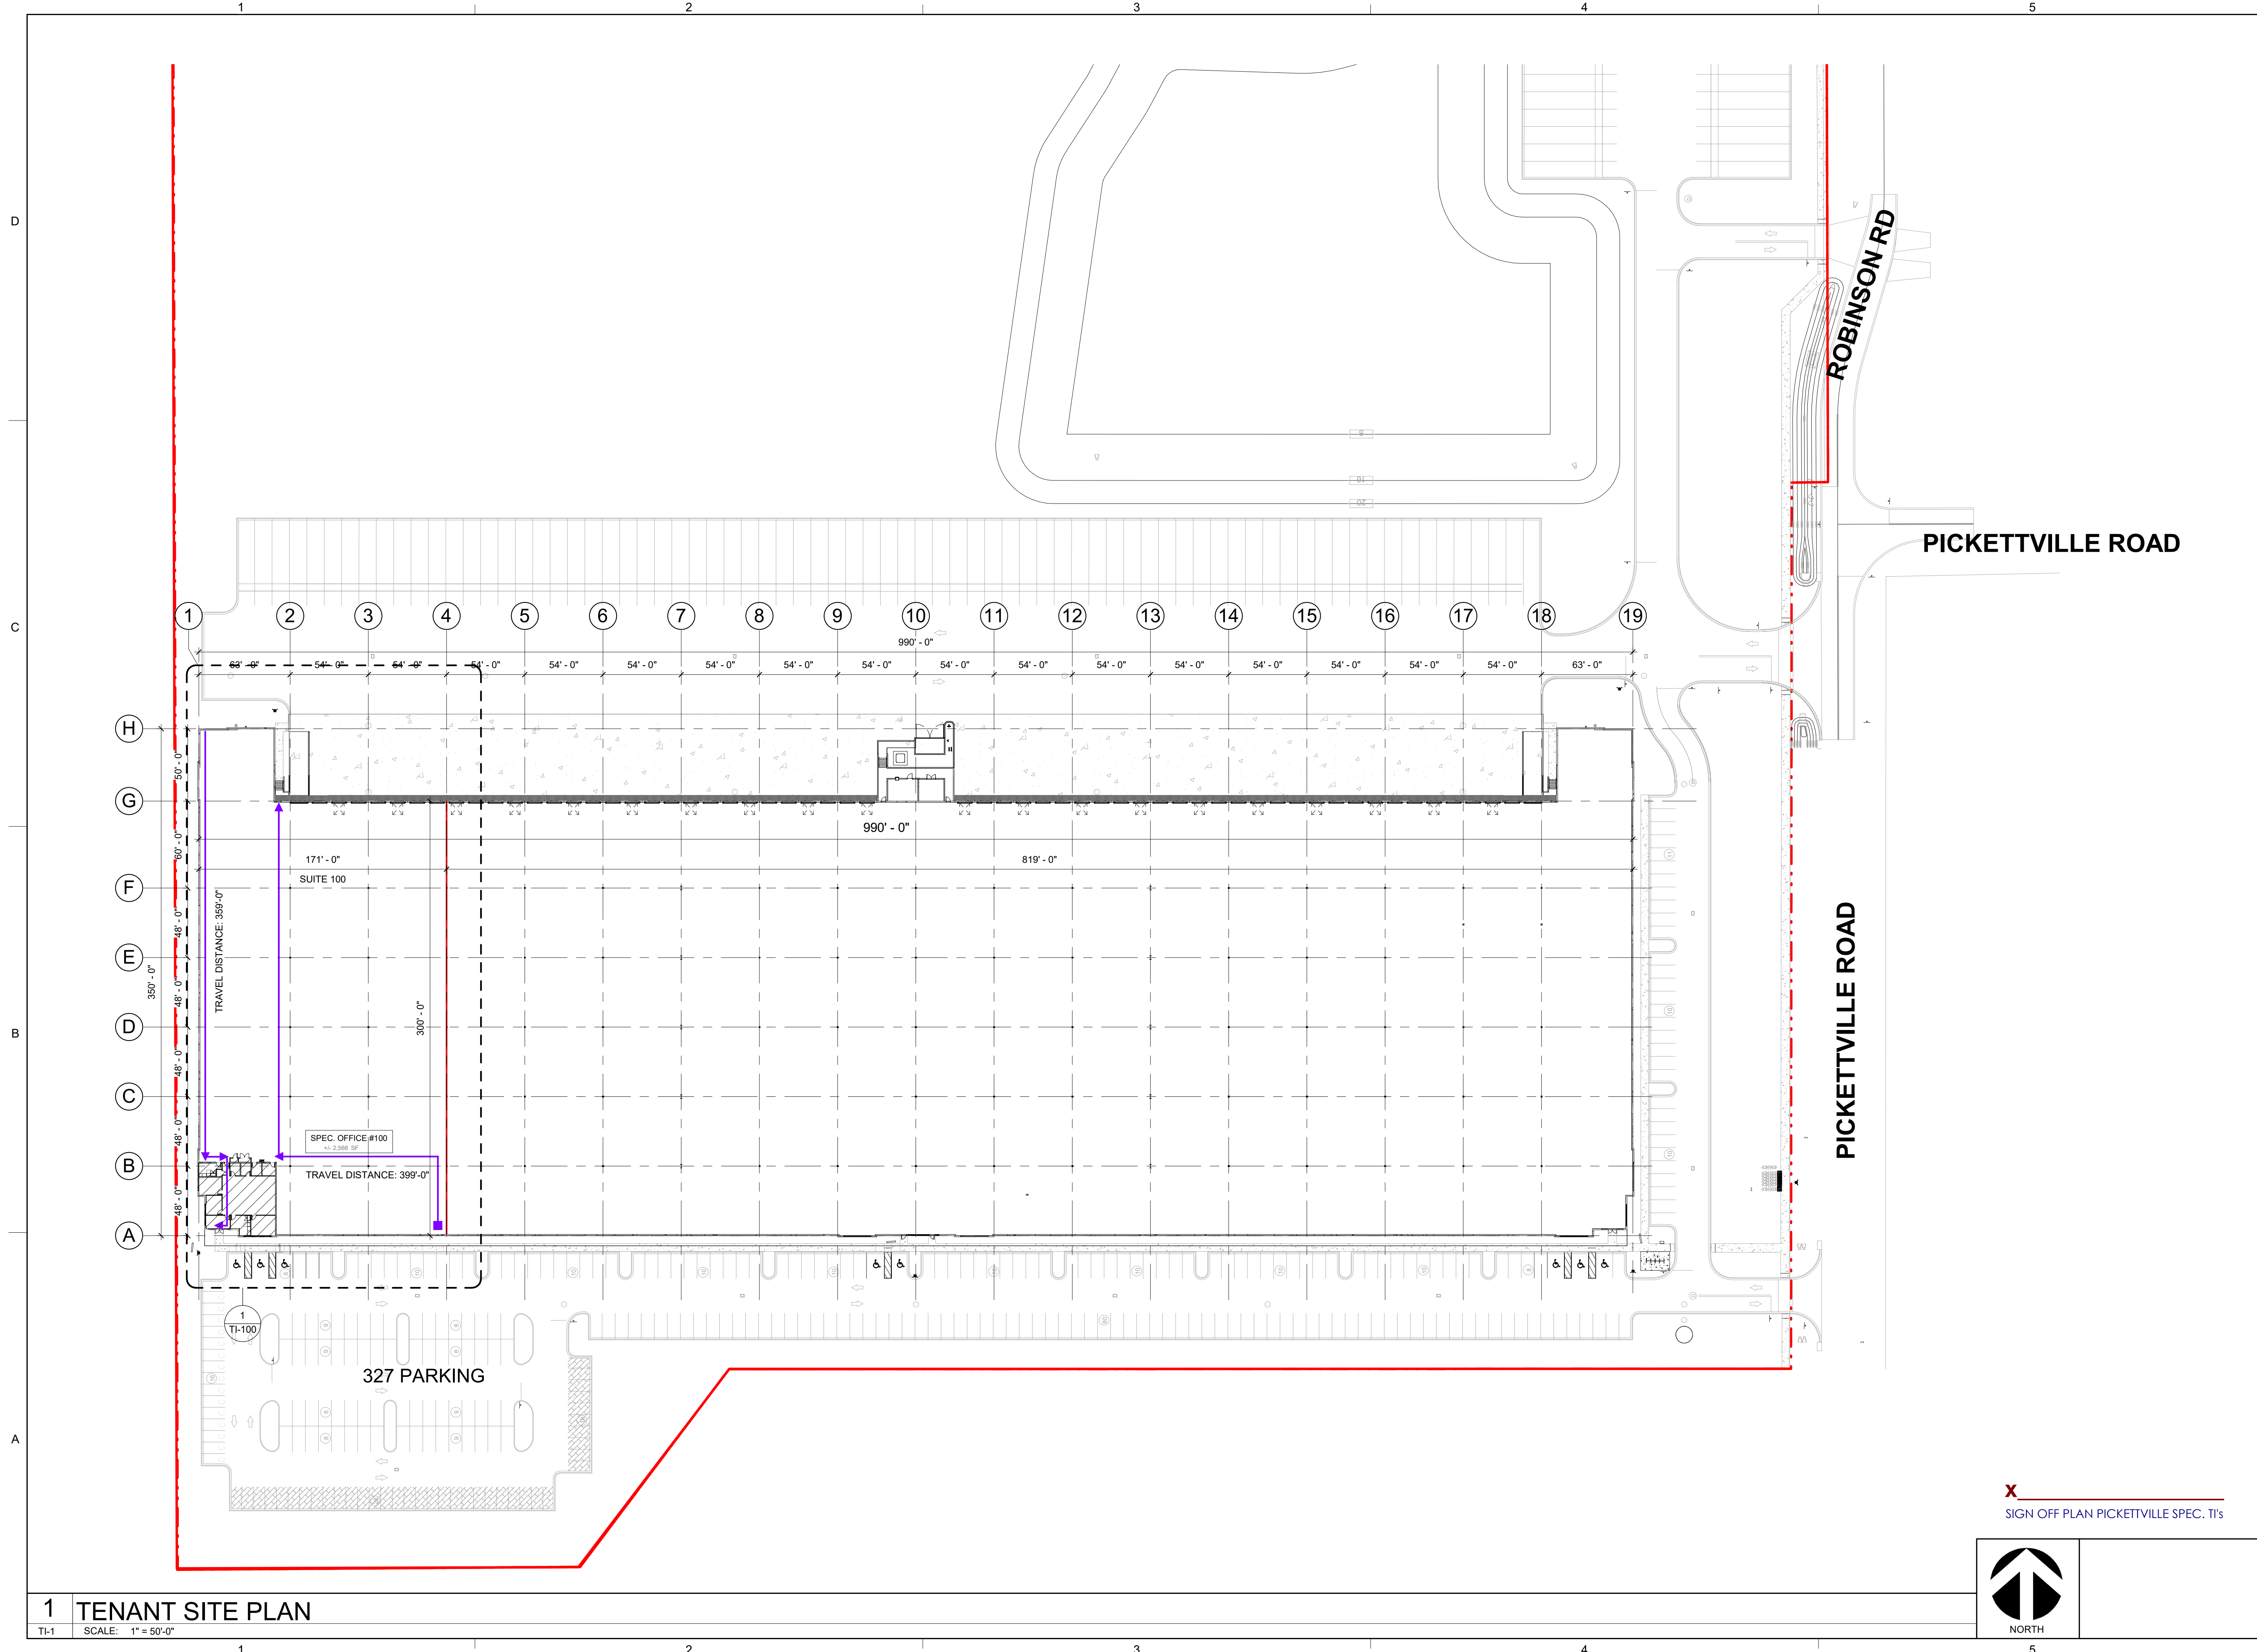 1 2 3 4 5
D
C
B
A
ROBINSON RD
PICKETTVILLE ROAD
PICKETTVILLE ROAD
1 2 3 4 5 6 7 8 9 10 11 12 13 14 15 16 17 18 19
990' - 0"
63' - 0" 54' - 0" 54' - 0" 54' - 0" 54' - 0" 54' - 0" 54' - 0" 54' - 0" 54' - 0" 54' - 0" 54' - 0" 54' - 0" 54' - 0" 54' - 0" 54' - 0" 54' - 0" 54' - 0" 63' - 0"
H
50' - 0"
G
990' - 0"
60' - 0"
171' - 0" 819' - 0"
SUITE 100
F
TRAVEL DISTANCE: 359'-0"
48' - 0"
E
350' - 0"
48' - 0"
300' - 0"
D
48' - 0"
C
48' - 0"
SPEC. OFFICE #100
+/- 2,566 SF
B
TRAVEL DISTANCE: 399'-0"
48' - 0"
A
1
TI-100
327 PARKING
X
SIGN OFF PLAN PICKETTVILLE SPEC. TI's
1 TENANT SITE PLAN
TI-1 SCALE: 1" = 50'-0"
NORTH
1 2 3 4 5